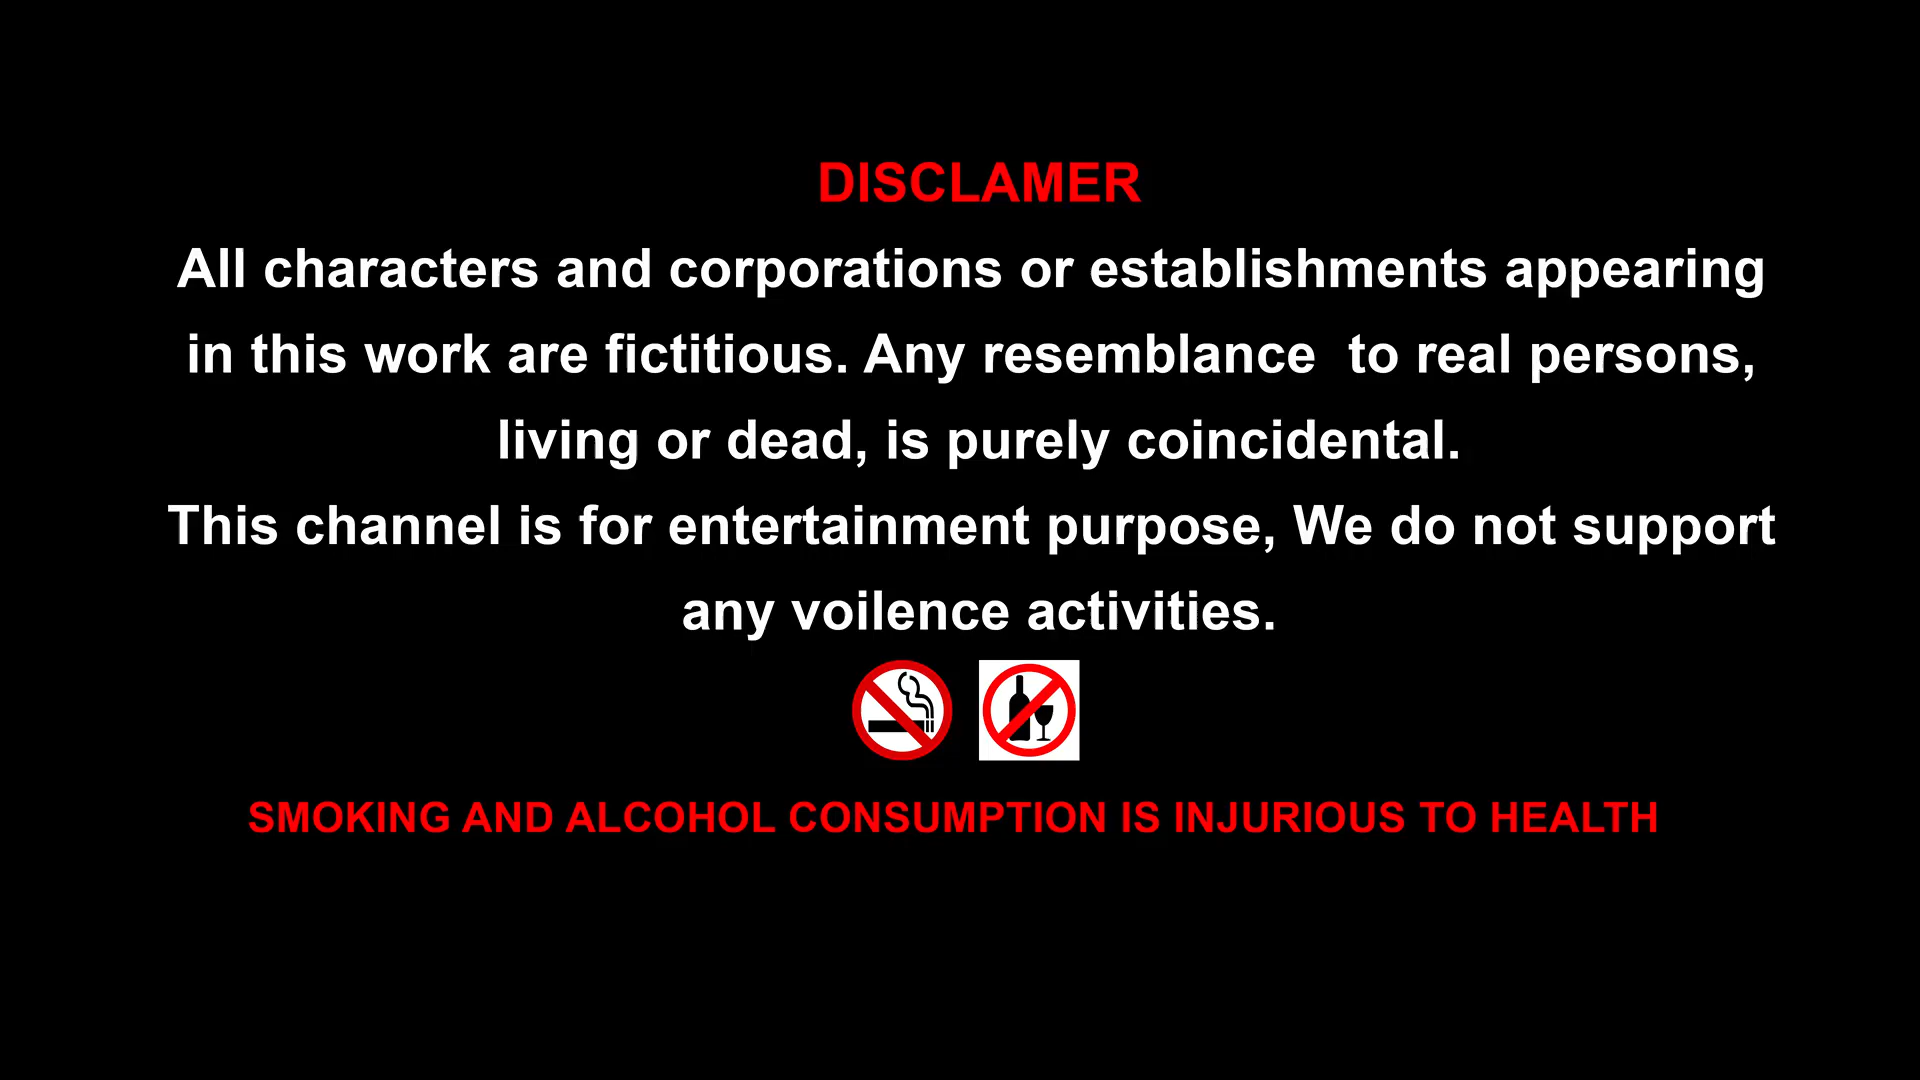 DISCLAMER
All characters and corporations or establishments appearing
in this work are fictitious. Any resemblance  to real persons,
living or dead, is purely coincidental.
This channel is for entertainment purpose, We do not support
any voilence activities.
SMOKING AND ALCOHOL CONSUMPTION IS INJURIOUS TO HEALTH